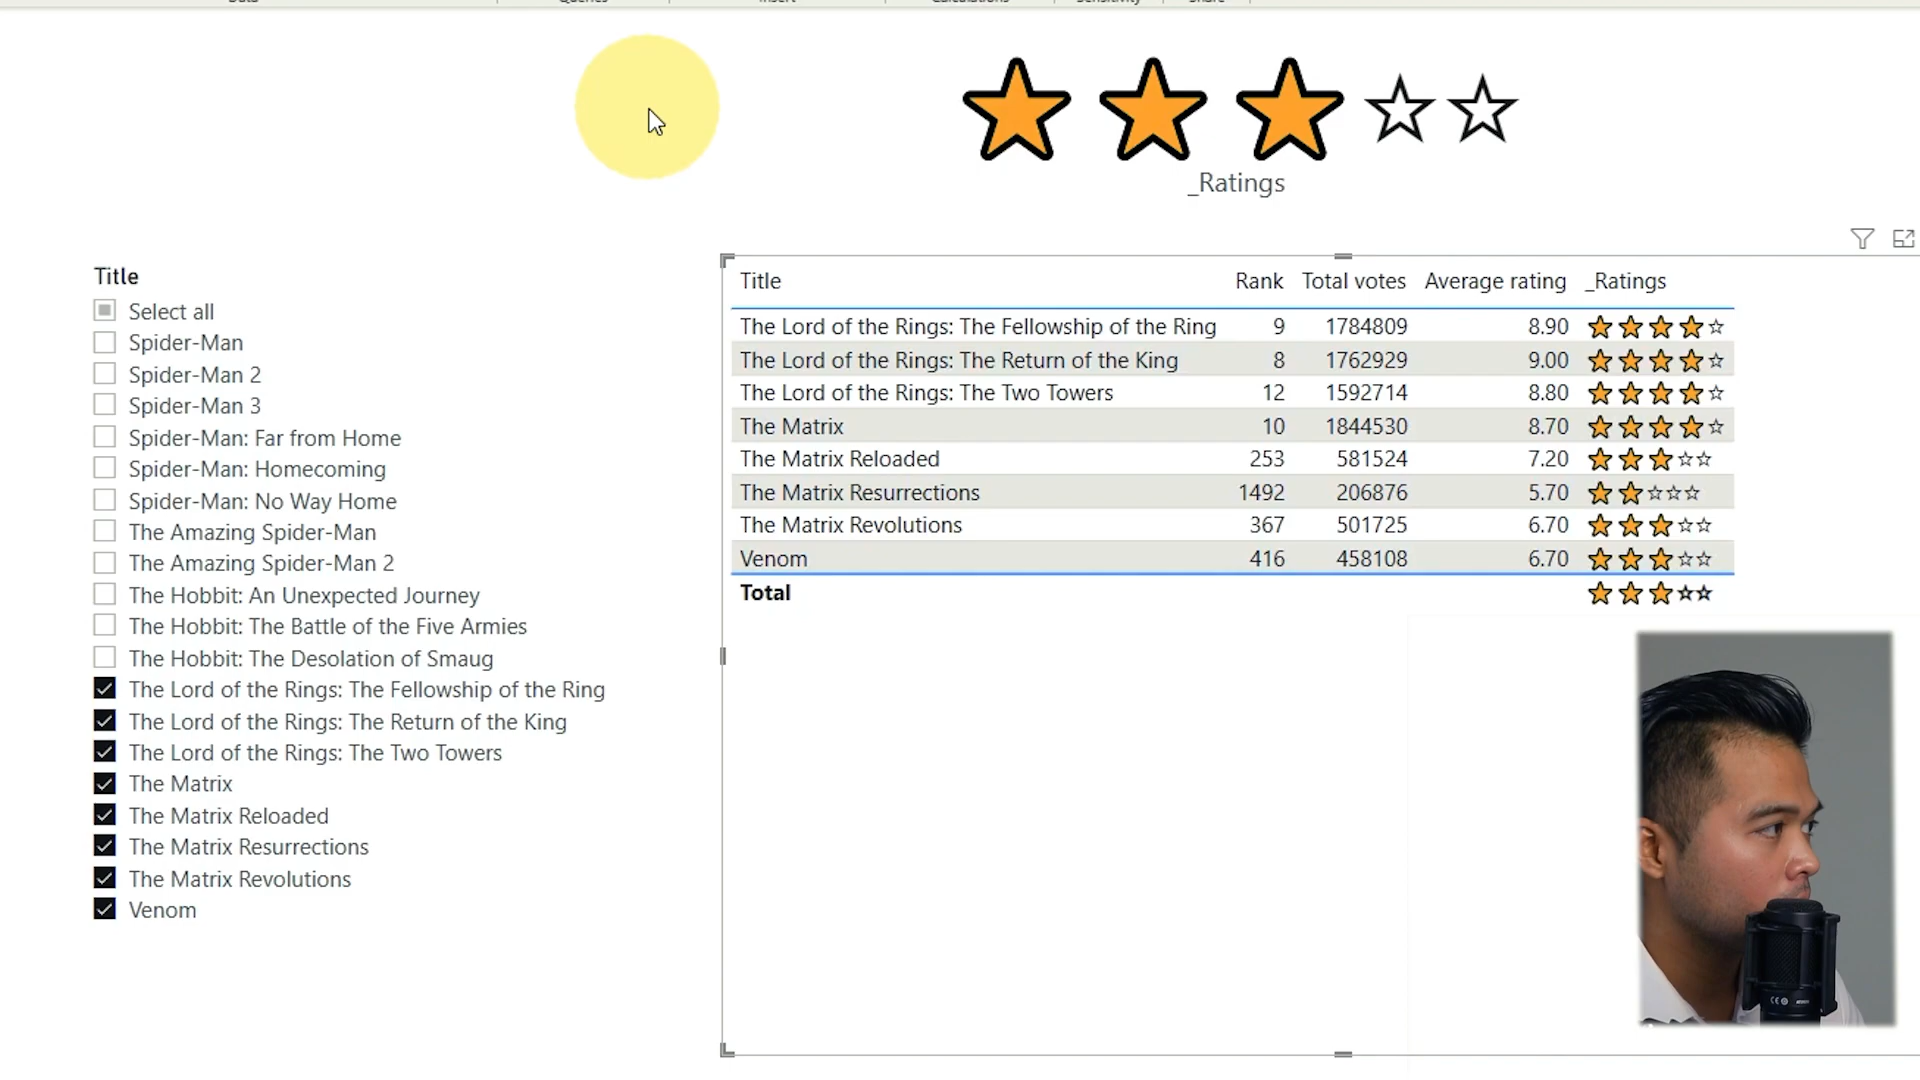 Data Queries Insert Calculations Sensitivity Share
_Ratings
Title
Select all
Spider-Man
Spider-Man 2
Spider-Man 3
Spider-Man: Far from Home
Spider-Man: Homecoming
Spider-Man: No Way Home
The Amazing Spider-Man
The Amazing Spider-Man 2
The Hobbit: An Unexpected Journey
The Hobbit: The Battle of the Five Armies
The Hobbit: The Desolation of Smaug
The Lord of the Rings: The Fellowship of the Ring
The Lord of the Rings: The Return of the King
The Lord of the Rings: The Two Towers
The Matrix
The Matrix Reloaded
The Matrix Resurrections
The Matrix Revolutions
Venom
Title Rank Total votes Average rating _Ratings
The Lord of the Rings: The Fellowship of the Ring 9 1784809 8.90
The Lord of the Rings: The Return of the King 8 1762929 9.00
The Lord of the Rings: The Two Towers 12 1592714 8.80
The Matrix 10 1844530 8.70
The Matrix Reloaded 253 581524 7.20
The Matrix Resurrections 1492 206876 5.70
The Matrix Revolutions 367 501725 6.70
Venom 416 458108 6.70
Total